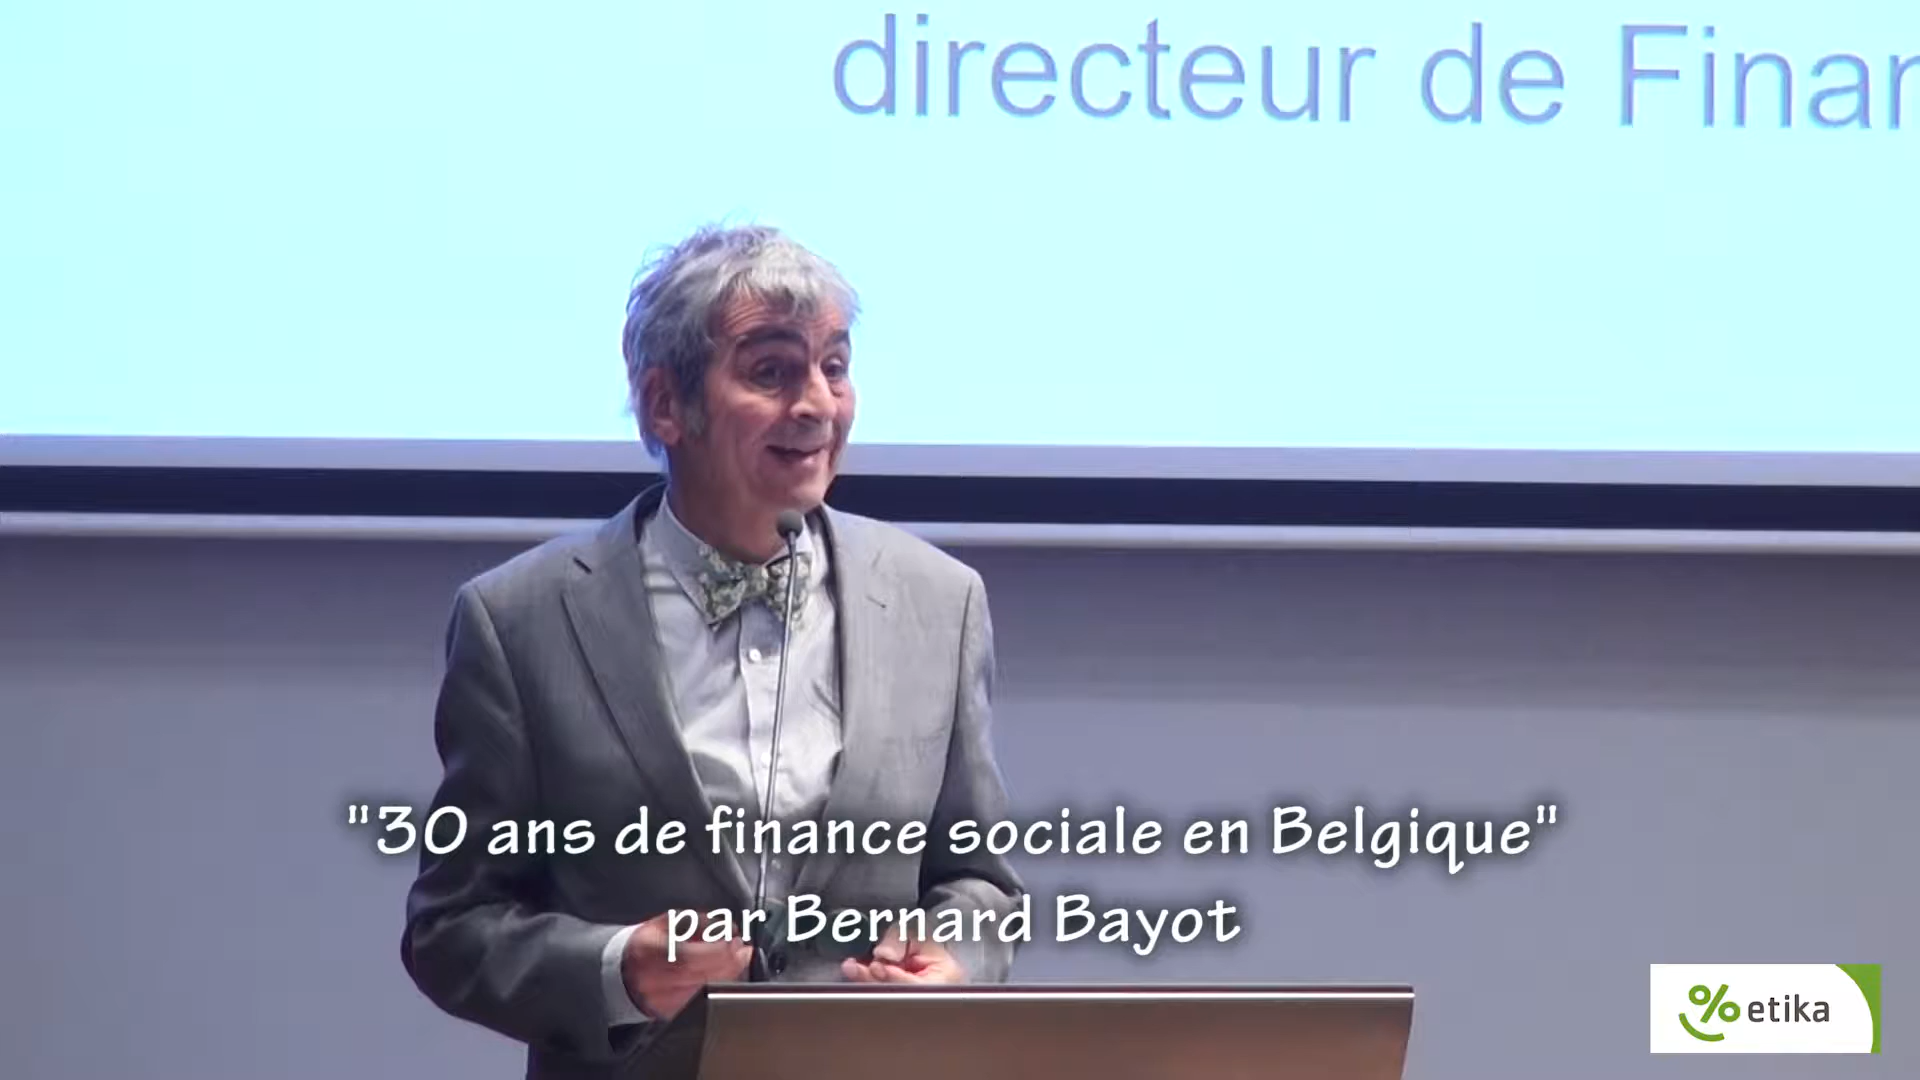 directeur de Finan
"30 ans de finance sociale en Belgique"
par Bernard Bayot
% etika